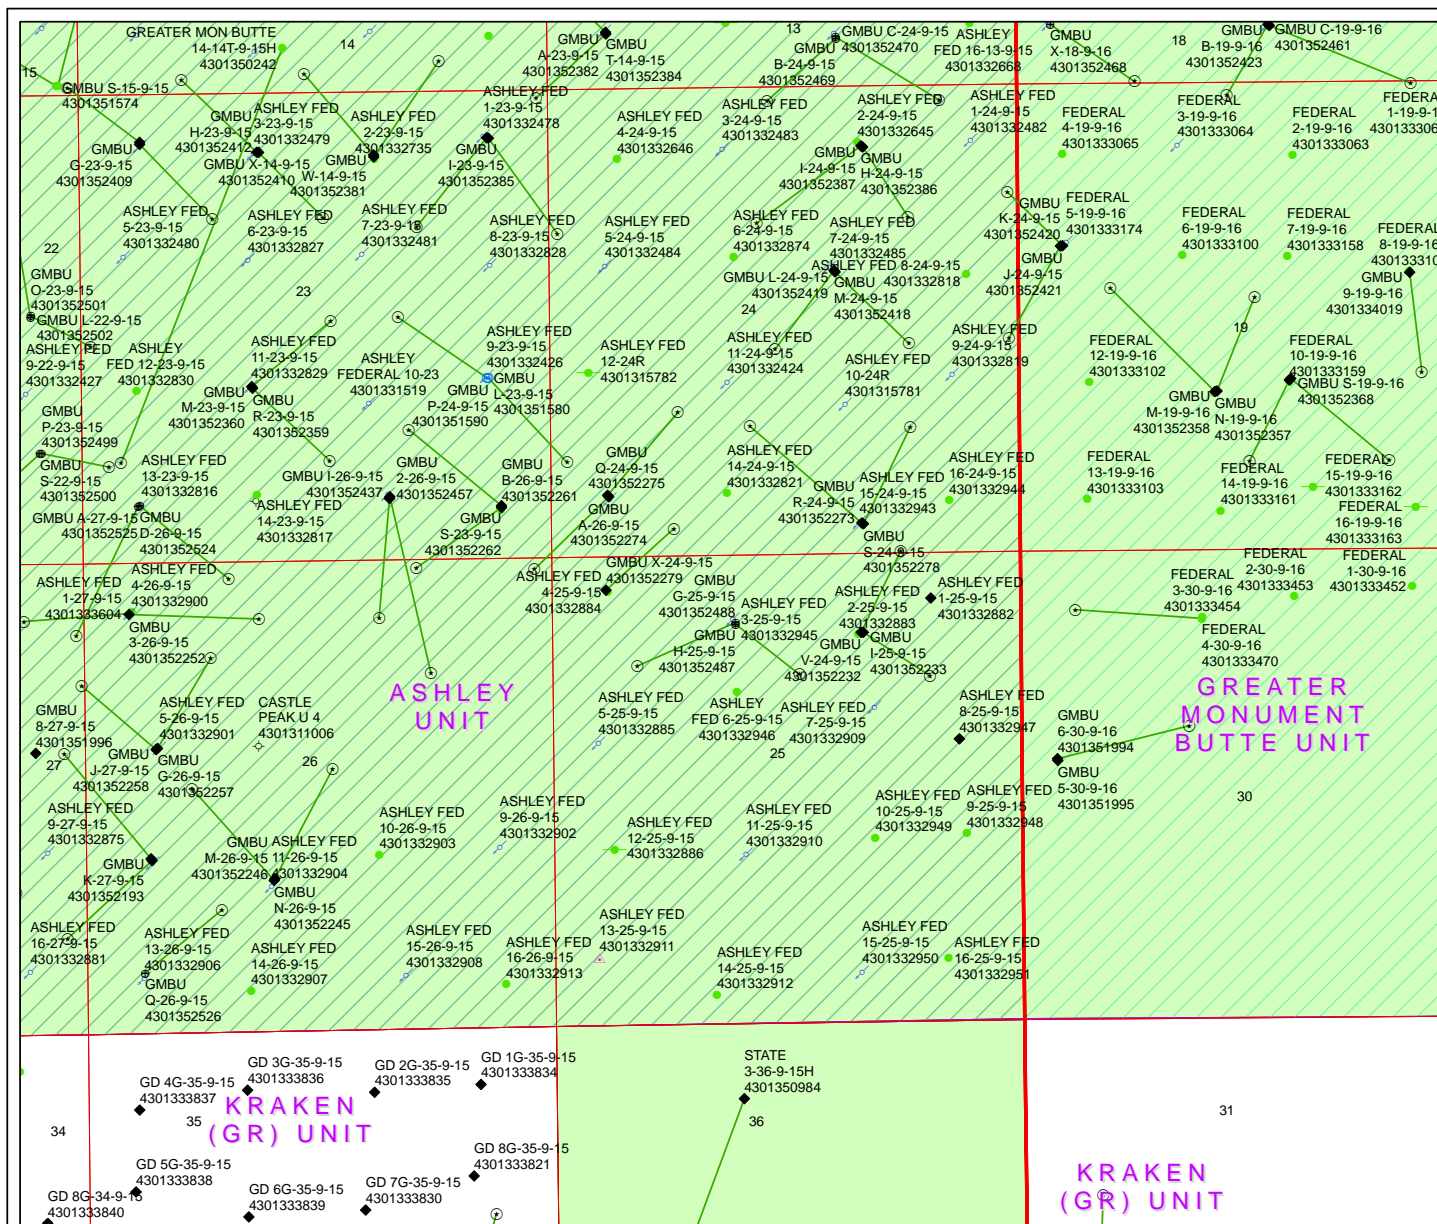 GREATER MON BUTTE
14-14T-9-15H
4301350242
14
15
GMBU S-15-9-15
4301351574
GMBU
A-23-9-15
4301352382
GMBU
T-14-9-15
4301352384
13
GMBU C-24-9-15
4301352470
GMBU
B-24-9-15
4301352469
ASHLEY
FED 16-13-9-15
4301332668
GMBU
X-18-9-16
4301352468
18
GMBU
B-19-9-16
4301352423
GMBU C-19-9-16
4301352461
GMBU
H-23-9-15
4301352412
ASHLEY FED
3-23-9-15
4301332479
ASHLEY FED
2-23-9-15
4301332735
ASHLEY FED
1-23-9-15
4301332478
ASHLEY FED
4-24-9-15
4301332646
ASHLEY FED
3-24-9-15
4301332483
ASHLEY FED
2-24-9-15
4301332645
ASHLEY FED
1-24-9-15
4301332482
FEDERAL
4-19-9-16
4301333065
FEDERAL
3-19-9-16
4301333064
FEDERAL
2-19-9-16
4301333063
FEDERAL
1-19-9-16
430133306
GMBU
G-23-9-15
4301352409
GMBU X-14-9-15
4301352410
GMBU
W-14-9-15
4301352381
GMBU
I-23-9-15
4301352385
GMBU
I-24-9-15
4301352387
GMBU
H-24-9-15
4301352386
ASHLEY FED
5-23-9-15
4301332480
ASHLEY FED
6-23-9-15
4301332827
ASHLEY FED
7-23-9-15
4301332481
ASHLEY FED
8-23-9-15
4301332828
ASHLEY FED
5-24-9-15
4301332484
ASHLEY FED
6-24-9-15
4301332874
ASHLEY FED
7-24-9-15
4301332485
GMBU
K-24-9-15
4301352420
FEDERAL
5-19-9-16
4301333174
FEDERAL
6-19-9-16
4301333100
FEDERAL
7-19-9-16
4301333158
FEDERAL
8-19-9-16
430133310
22
GMBU
O-23-9-15
4301352501
GMBU L-22-9-15
4301352502
23
GMBU L-24-9-15
4301352419
ASHLEY FED 8-24-9-15
4301332818
GMBU
M-24-9-15
4301352418
24
GMBU
J-24-9-15
4301352421
GMBU
9-19-9-16
4301334019
19
ASHLEY FED
9-22-9-15
4301332427
ASHLEY
FED 12-23-9-15
4301332830
ASHLEY FED
11-23-9-15
4301332829
ASHLEY
FEDERAL 10-23
4301331519
ASHLEY FED
9-23-9-15
4301332426
ASHLEY FED
12-24R
4301315782
ASHLEY FED
11-24-9-15
4301332424
ASHLEY FED
10-24R
4301315781
ASHLEY FED
9-24-9-15
4301332819
FEDERAL
12-19-9-16
4301333102
FEDERAL
10-19-9-16
4301333159
GMBU S-19-9-16
4301352368
GMBU
M-23-9-15
4301352360
GMBU
R-23-9-15
4301352359
GMBU
P-24-9-15
4301351590
GMBU
L-23-9-15
4301351580
GMBU
M-19-9-16
4301352358
GMBU
N-19-9-16
4301352357
GMBU
P-23-9-15
4301352499
GMBU
S-22-9-15
4301352500
ASHLEY FED
13-23-9-15
4301332816
GMBU I-26-9-15
4301352437
GMBU
2-26-9-15
4301352457
GMBU
B-26-9-15
4301352261
GMBU
Q-24-9-15
4301352275
ASHLEY FED
14-24-9-15
4301332821
GMBU
R-24-9-15
4301352273
ASHLEY FED
15-24-9-15
4301332943
ASHLEY FED
16-24-9-15
4301332944
FEDERAL
13-19-9-16
4301333103
FEDERAL
14-19-9-16
4301333161
FEDERAL
15-19-9-16
4301333162
FEDERAL
16-19-9-16
4301333163
GMBU A-27-9-15
4301352525
GMBU
D-26-9-15
4301352524
ASHLEY FED
14-23-9-15
4301332817
GMBU
S-23-9-15
4301352262
GMBU
A-26-9-15
4301352274
GMBU
S-24-9-15
4301352278
ASHLEY FED
1-27-9-15
4301333604
ASHLEY FED
4-26-9-15
4301332900
ASHLEY FED
4-25-9-15
4301332884
GMBU X-24-9-15
4301352279
GMBU
G-25-9-15
4301352488
ASHLEY FED
3-25-9-15
4301332945
ASHLEY FED
2-25-9-15
4301332883
ASHLEY FED
1-25-9-15
4301332882
FEDERAL
3-30-9-16
4301333454
FEDERAL
2-30-9-16
4301333453
FEDERAL
1-30-9-16
4301333452
GMBU
3-26-9-15
4301352252
GMBU
H-25-9-15
4301352487
GMBU
V-24-9-15
4301352232
GMBU
I-25-9-15
4301352233
FEDERAL
4-30-9-16
4301333470
ASHLEY
UNIT
GREATER
MONUMENT
BUTTE UNIT
GMBU
8-27-9-15
4301351996
ASHLEY FED
5-26-9-15
4301332901
CASTLE
PEAK U 4
4301311006
ASHLEY FED
5-25-9-15
4301332885
ASHLEY
FED 6-25-9-15
4301332946
ASHLEY FED
7-25-9-15
4301332909
ASHLEY FED
8-25-9-15
4301332947
GMBU
6-30-9-16
4301351994
GMBU
5-30-9-16
4301351995
27
GMBU
J-27-9-15
4301352258
GMBU
G-26-9-15
4301352257
26
25
30
ASHLEY FED
9-27-9-15
4301332875
ASHLEY FED
10-26-9-15
4301332903
ASHLEY FED
9-26-9-15
4301332902
ASHLEY FED
12-25-9-15
4301332886
ASHLEY FED
11-25-9-15
4301332910
ASHLEY FED
10-25-9-15
4301332949
ASHLEY FED
9-25-9-15
4301332948
GMBU
K-27-9-15
4301352193
GMBU
M-26-9-15
4301352246
ASHLEY FED
11-26-9-15
4301332904
GMBU
N-26-9-15
4301352245
ASHLEY FED
16-27-9-15
4301332881
ASHLEY FED
13-26-9-15
4301332906
GMBU
Q-26-9-15
4301352526
ASHLEY FED
14-26-9-15
4301332907
ASHLEY FED
15-26-9-15
4301332908
ASHLEY FED
16-26-9-15
4301332913
ASHLEY FED
13-25-9-15
4301332911
ASHLEY FED
14-25-9-15
4301332912
ASHLEY FED
15-25-9-15
4301332950
ASHLEY FED
16-25-9-15
4301332951
GD 4G-35-9-15
4301333837
GD 3G-35-9-15
4301333836
GD 2G-35-9-15
4301333835
GD 1G-35-9-15
4301333834
STATE
3-36-9-15H
4301350984
34
35
KRAKEN
(GR) UNIT
36
31
GD 5G-35-9-15
4301333838
GD 8G-35-9-15
4301333821
GD 8G-34-9-15
4301333840
GD 6G-35-9-15
4301333839
GD 7G-35-9-15
4301333830
KRAKEN
(GR) UNIT